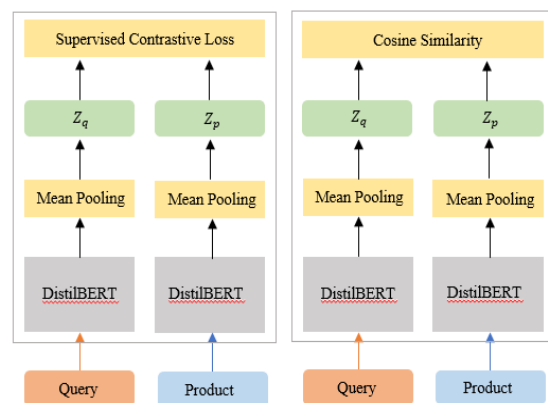 Supervised Contrastive Loss
Z_q
Z_p
Mean Pooling
Mean Pooling
DistilBERT
DistilBERT
Query
Product
Cosine Similarity
Z_q
Z_p
Mean Pooling
Mean Pooling
DistilBERT
DistilBERT
Query
Product